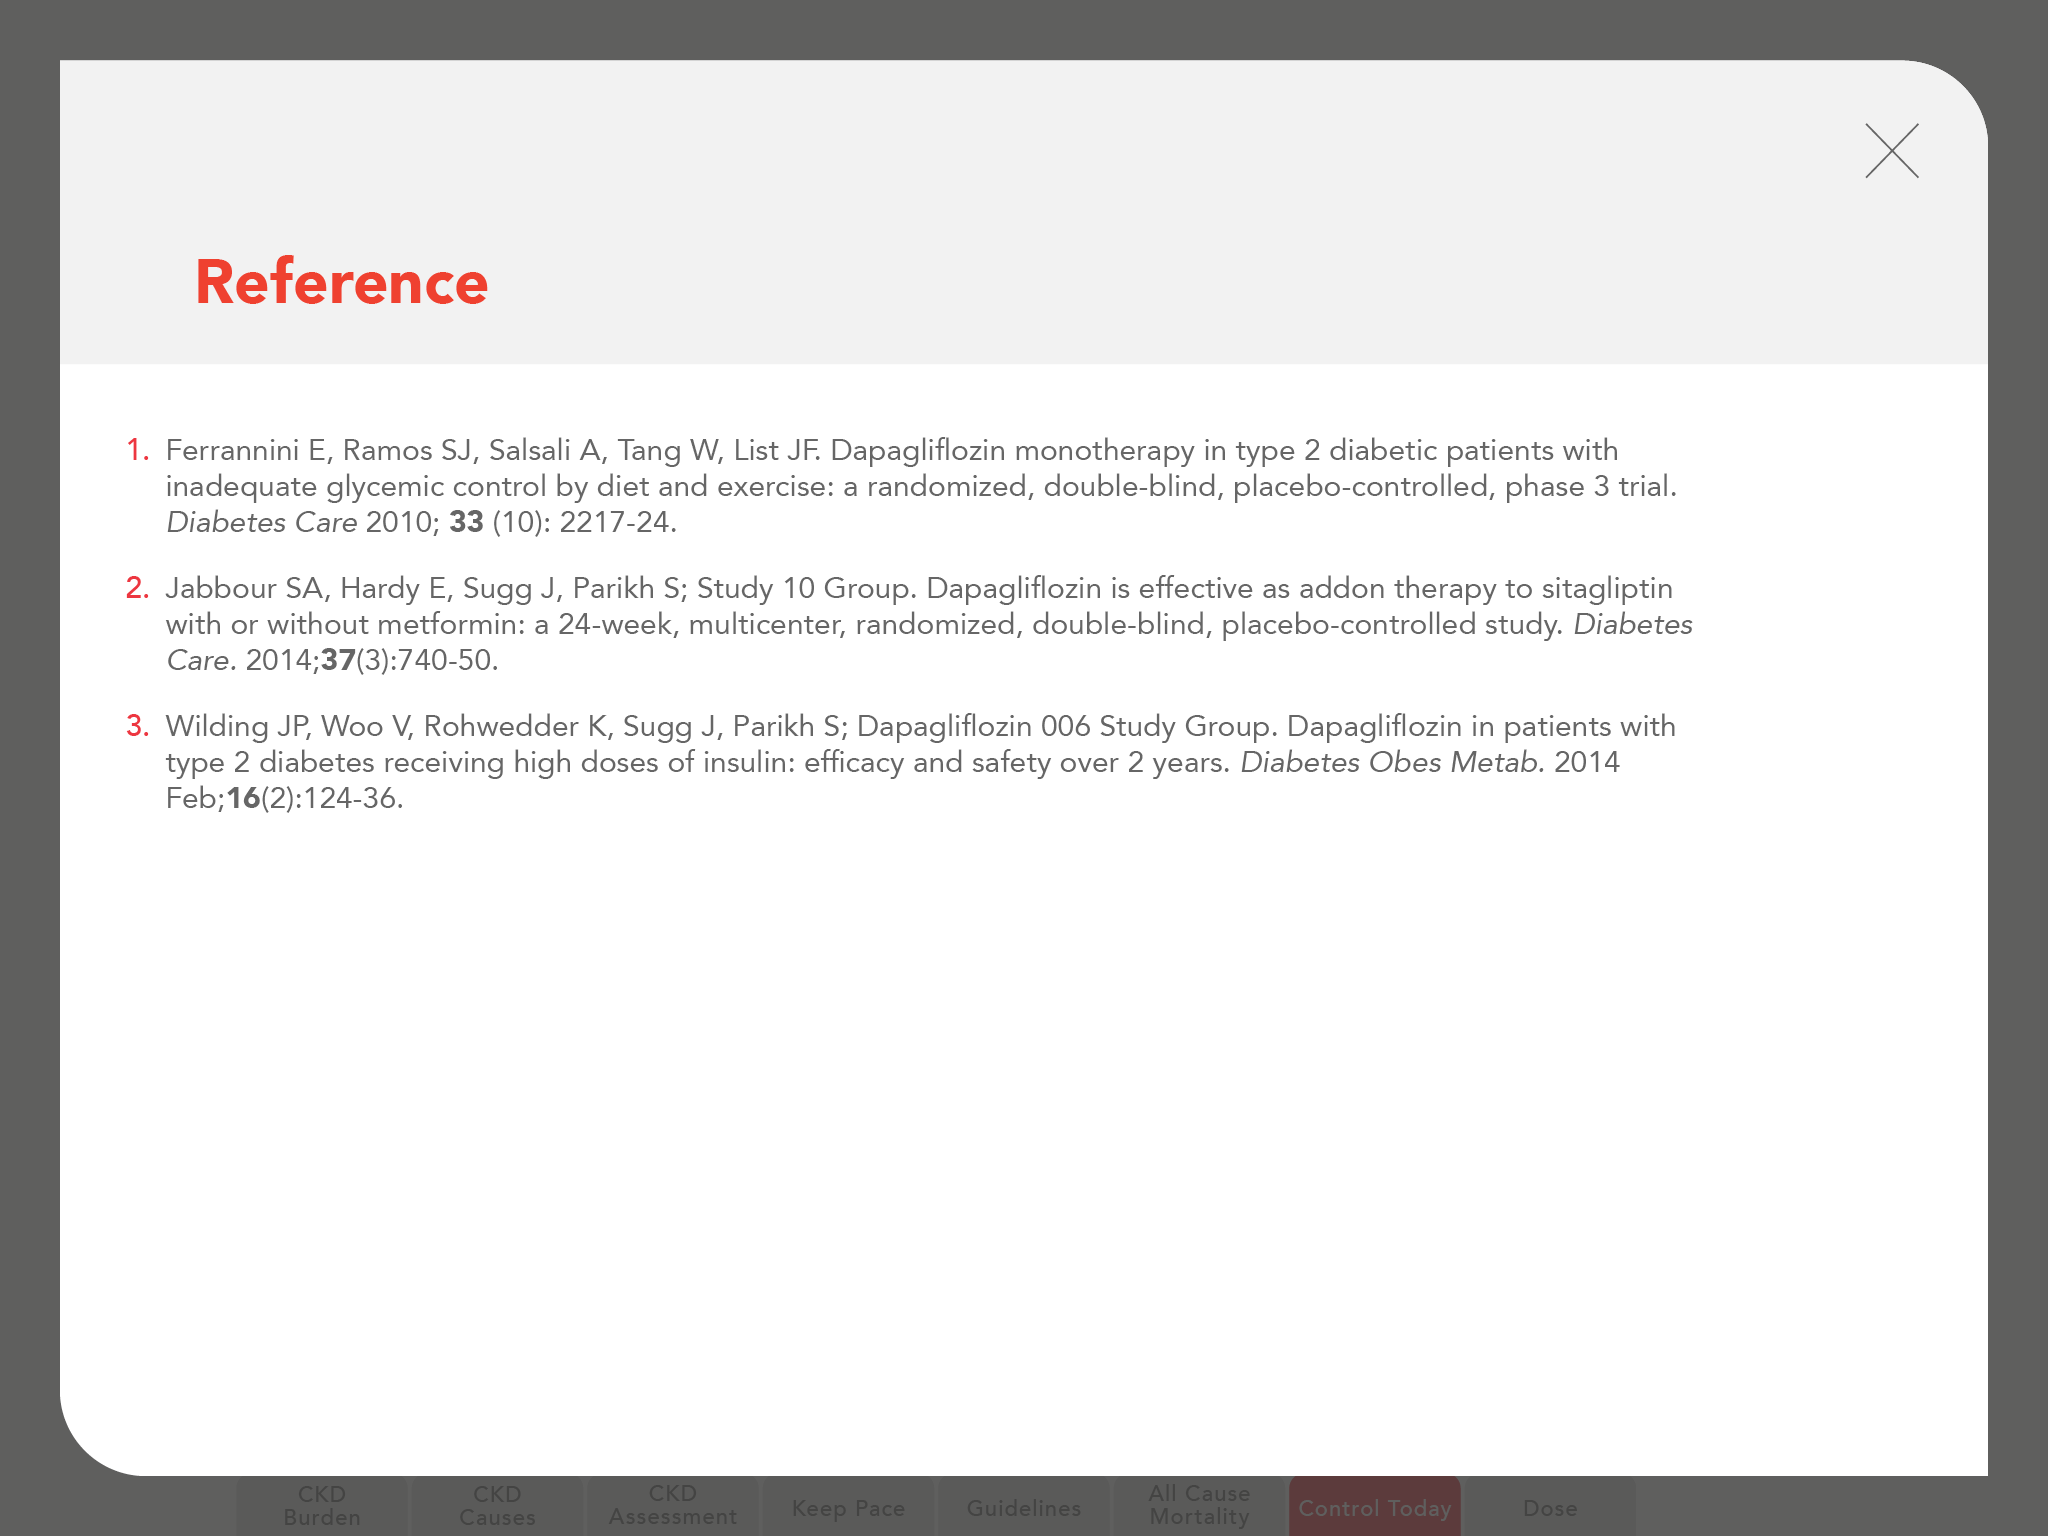 Reference
1. Ferrannini E, Ramos SJ, Salsali A, Tang W, List JF. Dapagliflozin monotherapy in type 2 diabetic patients with
inadequate glycemic control by diet and exercise: a randomized, double-blind, placebo-controlled, phase 3 trial.
Diabetes Care 2010; 33 (10): 2217-24.
2. Jabbour SA, Hardy E, Sugg J, Parikh S; Study 10 Group. Dapagliflozin is effective as addon therapy to sitagliptin
with or without metformin: a 24-week, multicenter, randomized, double-blind, placebo-controlled study. Diabetes
Care. 2014;37(3):740-50.
3. Wilding JP, Woo V, Rohwedder K, Sugg J, Parikh S; Dapagliflozin 006 Study Group. Dapagliflozin in patients with
type 2 diabetes receiving high doses of insulin: efficacy and safety over 2 years. Diabetes Obes Metab. 2014
Feb;16(2):124-36.
CKD
Burden
CKD
Causes
CKD
Assessment
Keep Pace
Guidelines
All Cause
Mortality
Control Today
Dose